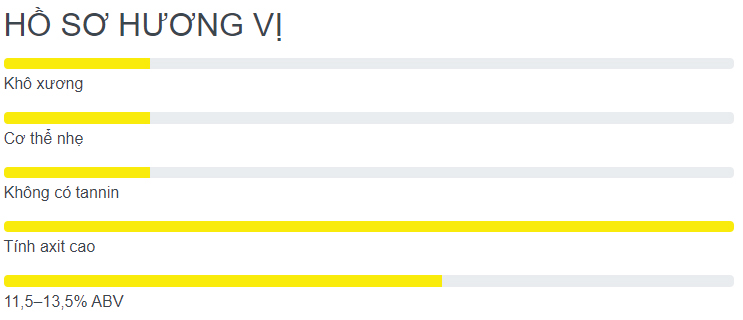 HỒ SƠ HƯƠNG VỊ
Khô xương
Cơ thể nhẹ
Không có tannin
Tính axit cao
11,5–13,5% ABV